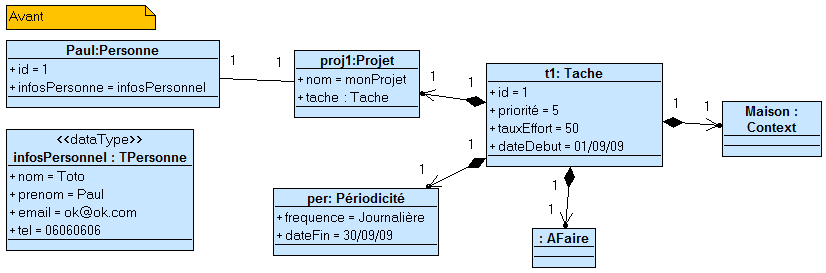 Avant
Paul:Personne
+ id = 1
+ infosPersonne = infosPersonnel
1
1
proj1:Projet
+ nom = monProjet
+ tache : Tache
1
1
t1: Tache
+ id = 1
+ priorité = 5
+ tauxEffort = 50
+ dateDebut = 01/09/09
1
1
Maison :
Context
<<dataType>>
infosPersonnel : TPersonne
+ nom = Toto
+ prenom = Paul
+ email = ok@ok.com
+ tel = 06060606
1
1
per: Périodicité
+ frequence = Journalière
+ dateFin = 30/09/09
1
1
: AFaire